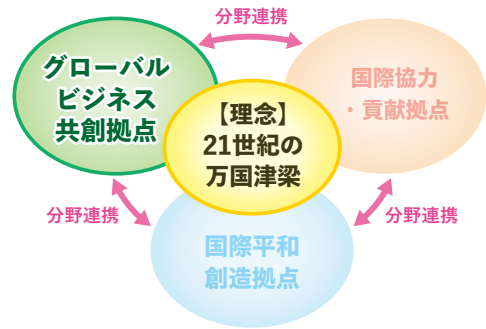 分野連携
グローバル
ビジネス
共創拠点
国際協力
・貢献拠点
【理念】
21世紀の
万国津梁
分野連携
分野連携
国際平和
創造拠点